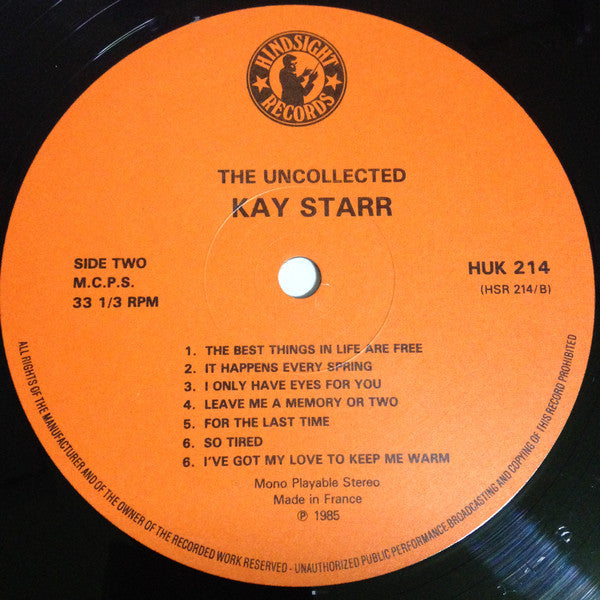 HINDSIGHT
RECORDS
THE UNCOLLECTED
KAY STARR
SIDE TWO
M.C.P.S.
33 1/3 RPM
HUK 214
(HSR 214/B)
1. THE BEST THINGS IN LIFE ARE FREE
2. IT HAPPENS EVERY SPRING
3. I ONLY HAVE EYES FOR YOU
4. LEAVE ME A MEMORY OR TWO
5. FOR THE LAST TIME
6. SO TIRED
6. I'VE GOT MY LOVE TO KEEP ME WARM
Mono Playable Stereo
Made in France
℗ 1985
ALL RIGHTS OF THE MANUFACTURER AND OF THE OWNER OF THE RECORDED WORK RESERVED - UNAUTHORIZED PUBLIC PERFORMANCE, BROADCASTING AND COPYING OF THIS RECORD PROHIBITED